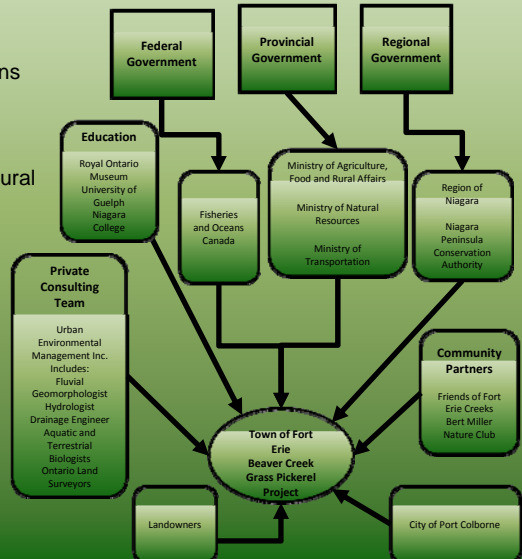 Federal
Government
Provincial
Government
Regional
Government
ns
Education
Royal Ontario
Museum
University of
Guelph
Niagara
College
ural
Fisheries
and Oceans
Canada
Ministry of Agriculture,
Food and Rural Affairs
Ministry of Natural
Resources
Ministry of
Transportation
Region of
Niagara
Niagara
Peninsula
Conservation
Authority
Private
Consulting
Team
Urban
Environmental
Management Inc.
Includes:
Fluvial
Geomorphologist
Hydrologist
Drainage Engineer
Aquatic and
Terrestrial
Biologists
Ontario Land
Surveyors
Community
Partners
Friends of Fort
Erie Creeks
Bert Miller
Nature Club
Town of Fort
Erie
Beaver Creek
Grass Pickerel
Project
Landowners
City of Port Colborne